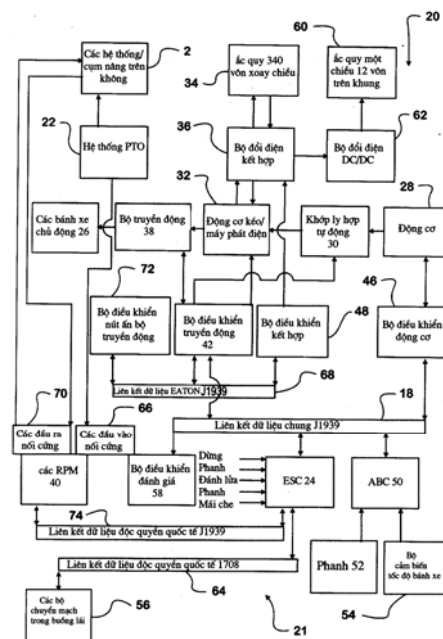 60
20
Các hệ thống/
cụm nâng trên
không
2
ắc quy 340
vôn xoay chiều
34
ắc quy một
chiều 12 vôn
trên khung
22
Hệ thống PTO
36
Bộ đổi điện
kết hợp
Bộ đổi điện
DC/DC
62
32
28
Các bánh xe
chủ động 26
Bộ truyền động
38
Động cơ kéo/
máy phát điện
Khớp ly hợp
tự động
30
Động cơ
72
46
Bộ điều khiển
nút ấn bộ
truyền động
Bộ điều khiển
truyền động
42
Bộ điều khiển
kết hợp
48
Bộ điều khiển
động cơ
Liên kết dữ liệu EATON J1939
68
18
70
66
Liên kết dữ liệu chung J1939
Các đầu ra
nối cứng
Các đầu vào
nối cứng
các RPM
40
Bộ điều khiển
đánh giá
58
Dừng
Phanh
Đánh lửa
Phanh
Mái che
ESC 24
ABC 50
74
Liên kết dữ liệu độc quyền quốc tế J1939
Liên kết dữ liệu độc quyền quốc tế 1708
64
Phanh 52
Bộ
cảm biến
tốc độ bánh xe
54
Các bộ
chuyển mạch
trong buồng lái
56
21